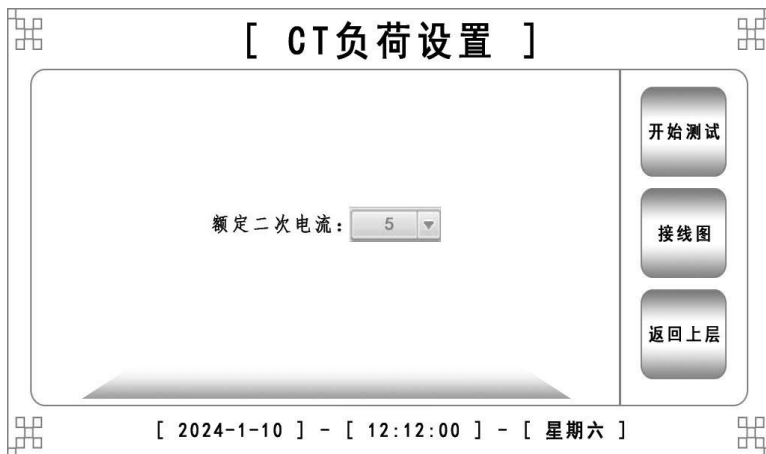 [ CT负荷设置 ]
开始测试
额定二次电流: 5
接线图
返回上层
[ 2024-1-10 ] - [ 12:12:00 ] - [ 星期六 ]